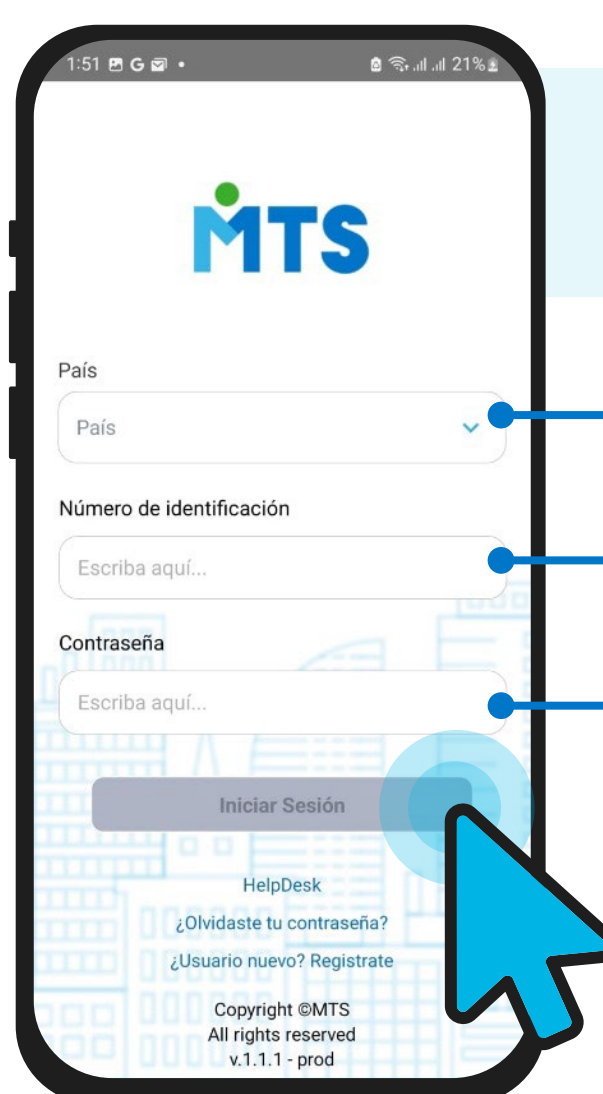 1:51
21%
MTS
País
País
Número de identificación
Escriba aquí...
Contraseña
Escriba aquí...
Iniciar Sesión
HelpDesk
¿Olvidaste tu contraseña?
¿Usuario nuevo? Registrate
Copyright ©MTS
All rights reserved
v.1.1.1 - prod